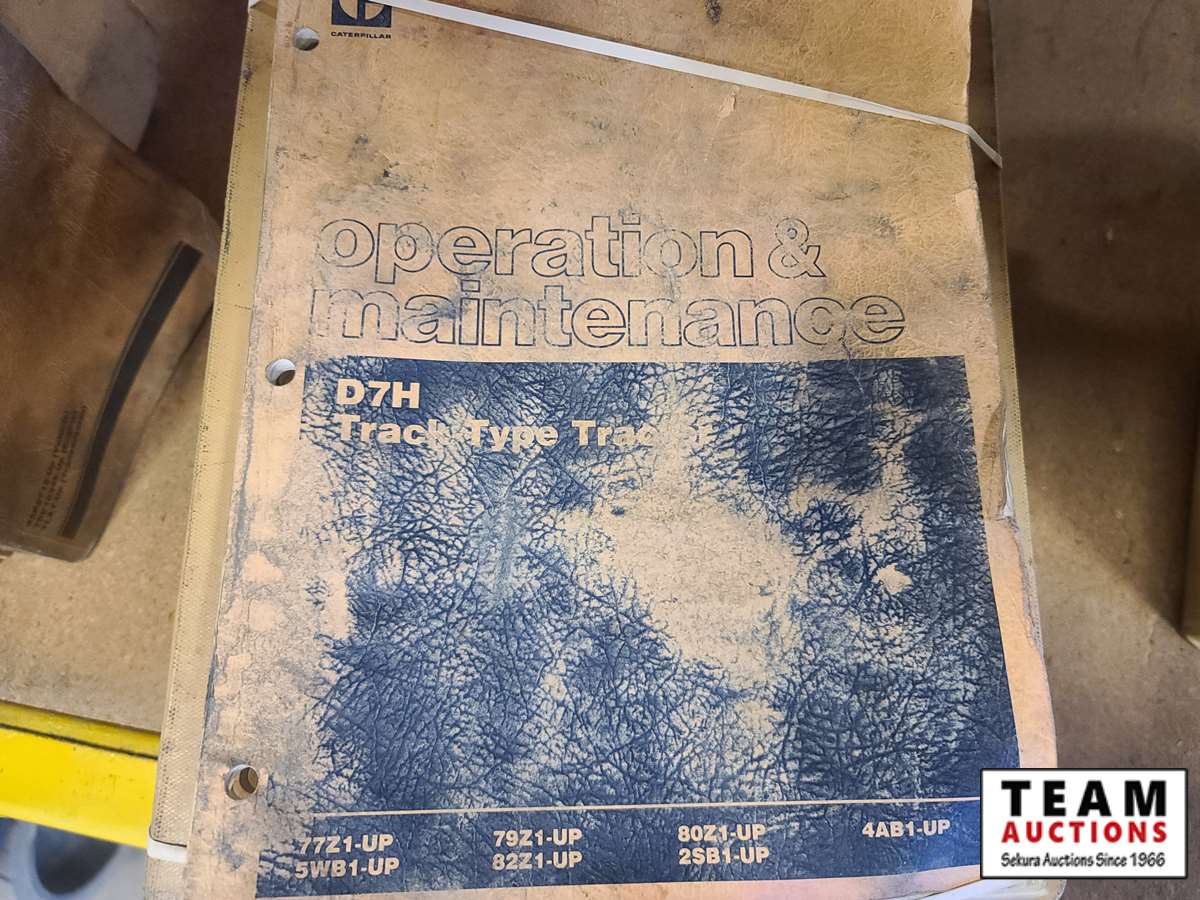 CATERPILLAR
operation &
maintenance
D7H
Track Type Tractor
77Z1-UP 79Z1-UP 80Z1-UP 4AB1-UP
5WB1-UP 82Z1-UP 2SB1-UP
TEAM
AUCTIONS
Sekura Auctions Since 1966